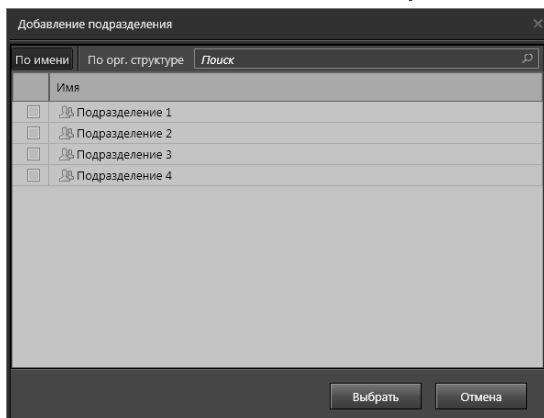 Добавление подразделения
По имени По орг. структуре Поиск
Имя
Подразделение 1
Подразделение 2
Подразделение 3
Подразделение 4
Выбрать Отмена